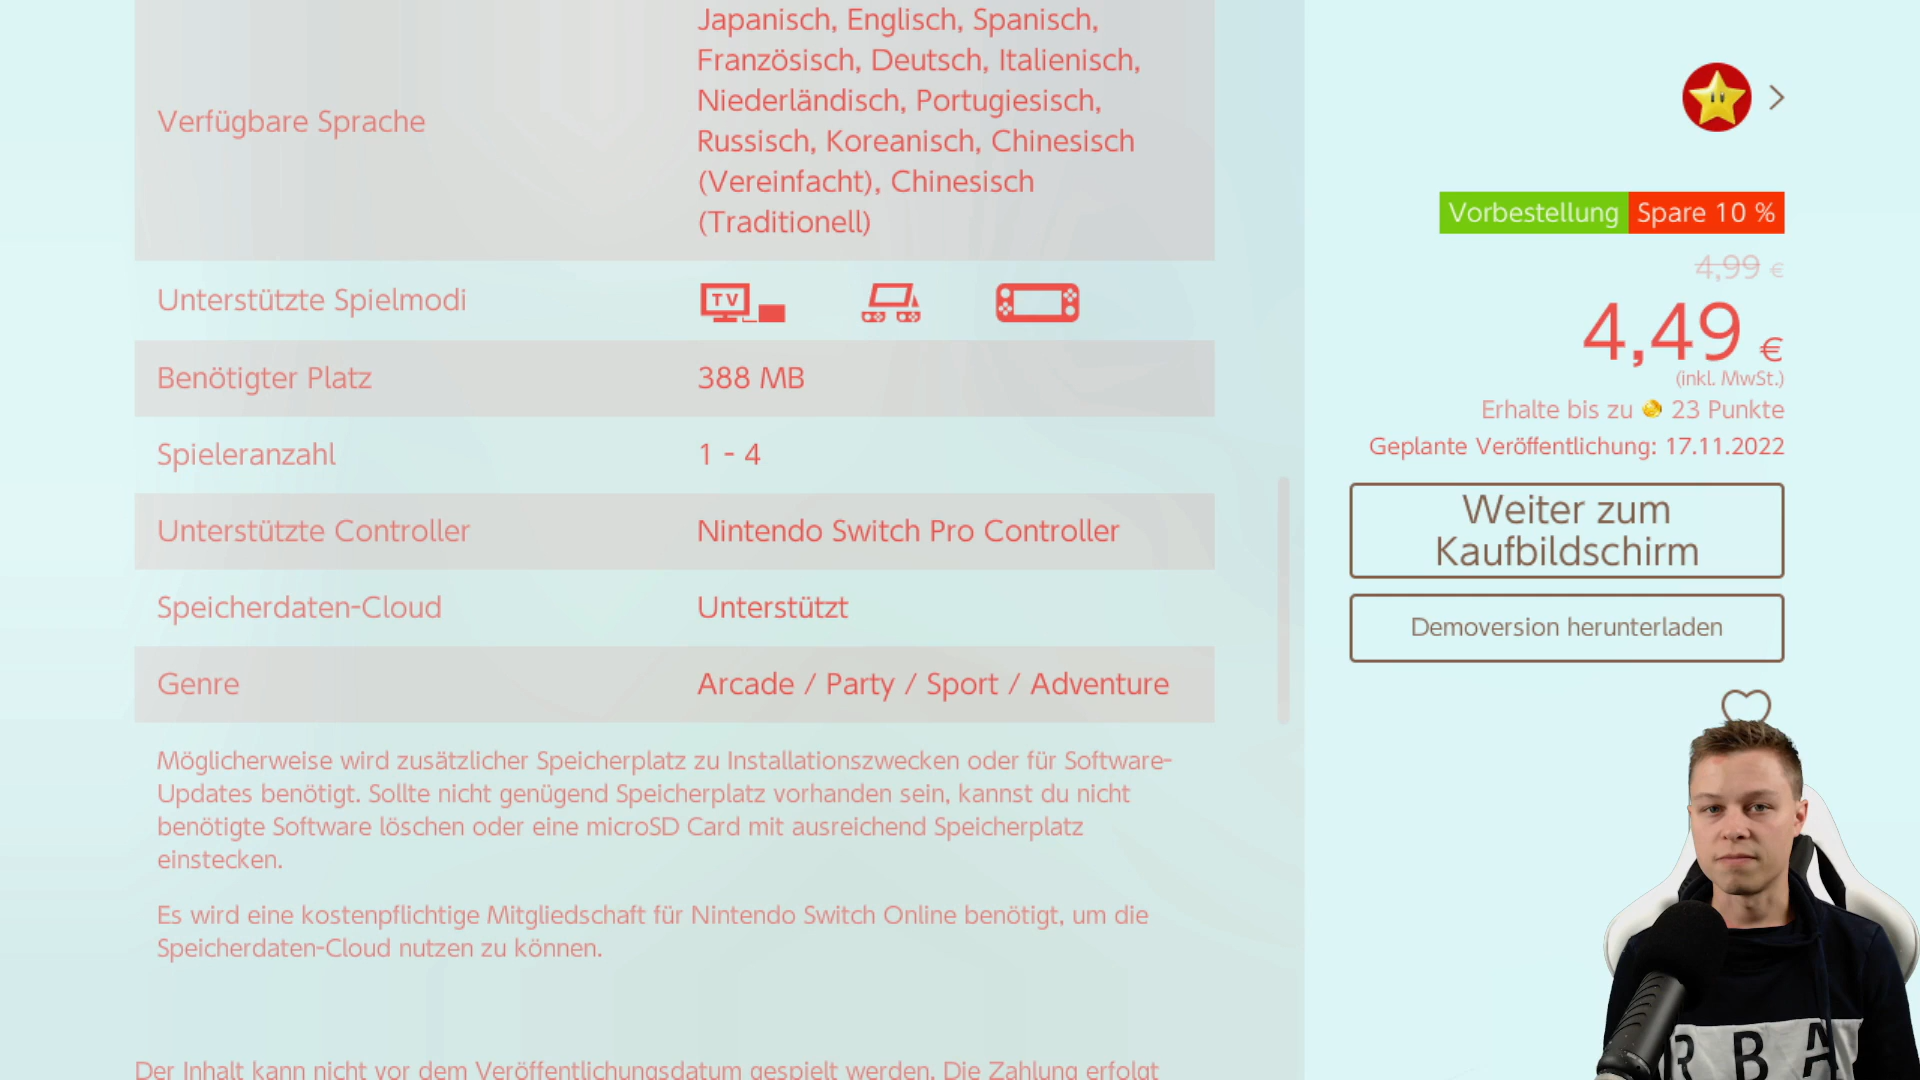 Japanisch, Englisch, Spanisch,
Französisch, Deutsch, Italienisch,
Niederländisch, Portugiesisch,
Russisch, Koreanisch, Chinesisch
(Vereinfacht), Chinesisch
(Traditionell)
Verfügbare Sprache
Unterstützte Spielmodi
TV
Benötigter Platz
388 MB
Spieleranzahl
1 - 4
Unterstützte Controller
Nintendo Switch Pro Controller
Speicherdaten-Cloud
Unterstützt
Genre
Arcade / Party / Sport / Adventure
Möglicherweise wird zusätzlicher Speicherplatz zu Installationszwecken oder für Software-
Updates benötigt. Sollte nicht genügend Speicherplatz vorhanden sein, kannst du nicht
benötigte Software löschen oder eine microSD Card mit ausreichend Speicherplatz
einstecken.
Es wird eine kostenpflichtige Mitgliedschaft für Nintendo Switch Online benötigt, um die
Speicherdaten-Cloud nutzen zu können.
Der Inhalt kann nicht vor dem Veröffentlichungsdatum gespielt werden. Die Zahlung erfolgt
Vorbestellung Spare 10 %
4,99 €
4,49 €
(inkl. MwSt.)
Erhalte bis zu 23 Punkte
Geplante Veröffentlichung: 17.11.2022
Weiter zum
Kaufbildschirm
Demoversion herunterladen
RBA